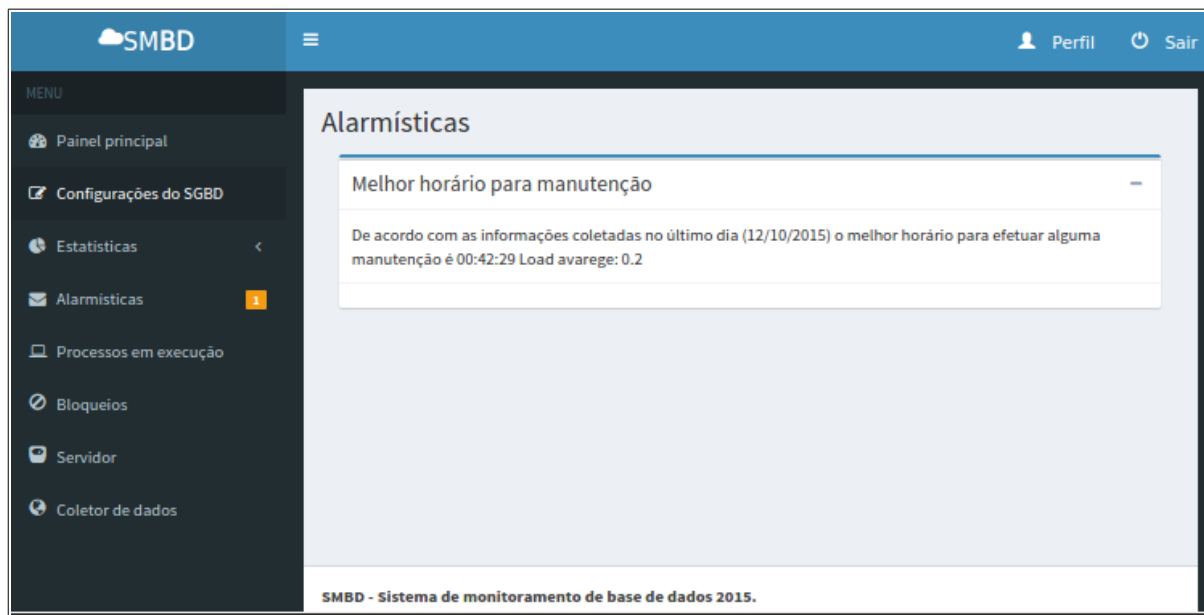 SMBD
Perfil
Sair
MENU
Painel principal
Configurações do SGBD
Estatísticas
Alarmísticas
1
Processos em execução
Bloqueios
Servidor
Coletor de dados
Alarmísticas
Melhor horário para manutenção
De acordo com as informações coletadas no último dia (12/10/2015) o melhor horário para efetuar alguma
manutenção é 00:42:29 Load avarege: 0.2
SMBD - Sistema de monitoramento de base de dados 2015.